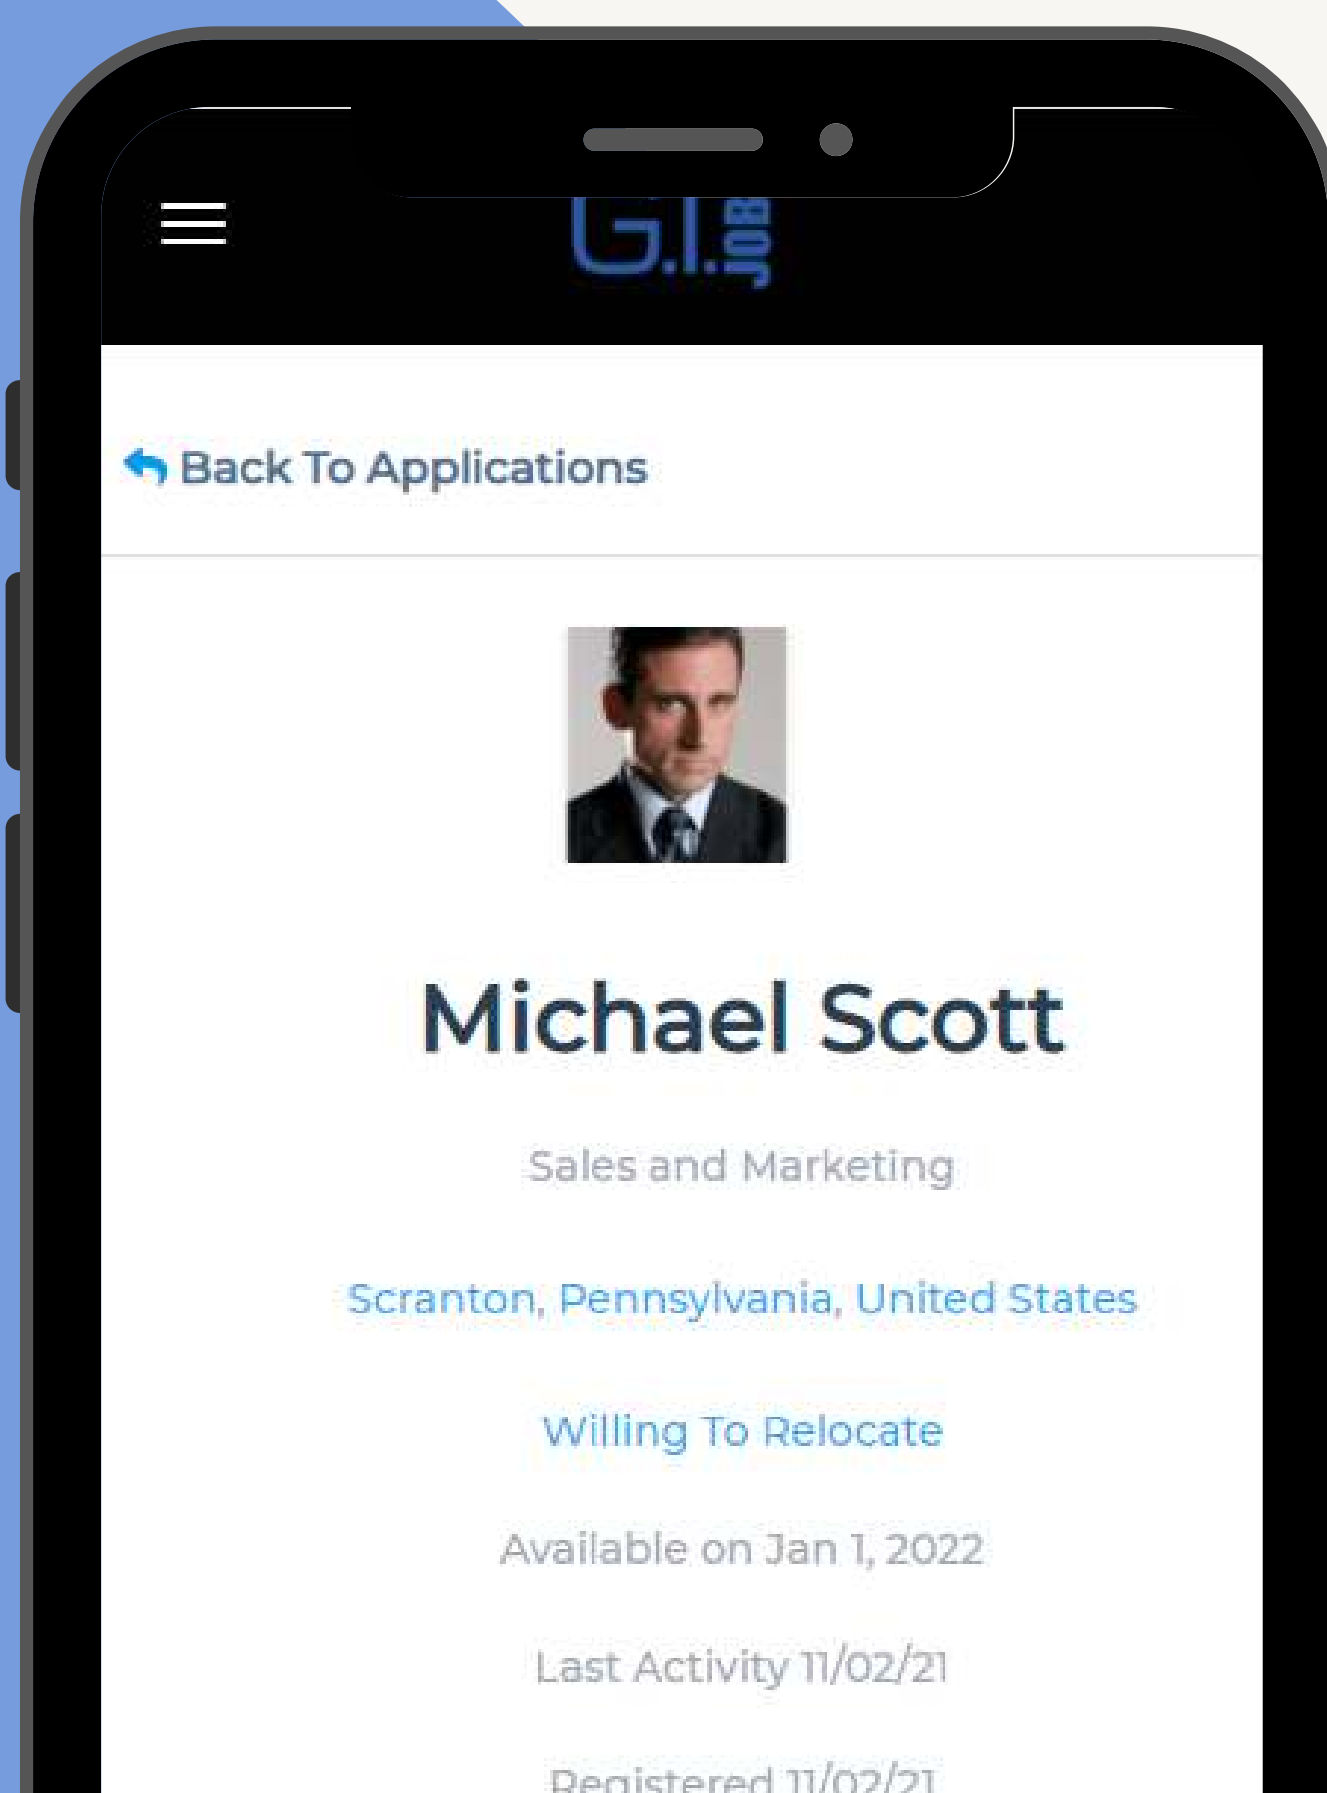 G.I. JOB
Back To Applications
Michael Scott
Sales and Marketing
Scranton, Pennsylvania, United States
Willing To Relocate
Available on Jan 1, 2022
Last Activity 11/02/21
Registered 11/02/21